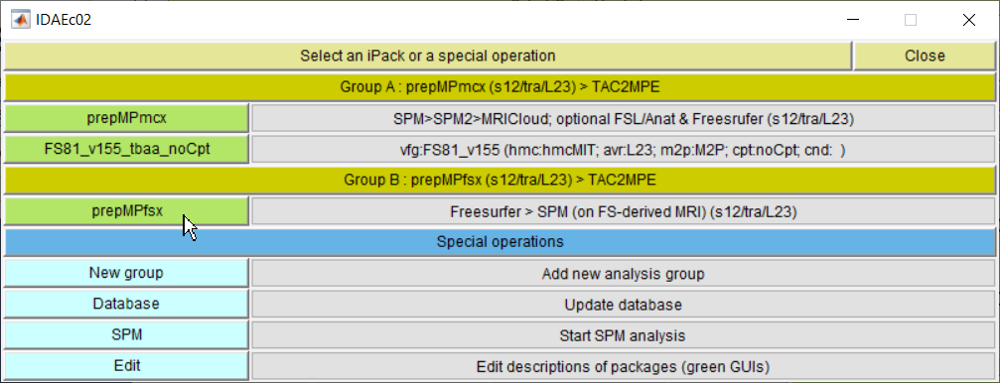 IDAEc02
Select an iPack or a special operation Close
Group A : prepMPmcx (s12/tra/L23) > TAC2MPE
prepMPmcx SPM>SPM2>MRICloud; optional FSL/Anat & Freesrufer (s12/tra/L23)
FS81_v155_tbaa_noCpt vfg:FS81_v155 (hmc:hmcMIT; avr:L23; m2p:M2P; cpt:noCpt; cnd: )
Group B : prepMPfsx (s12/tra/L23) > TAC2MPE
prepMPfsx Freesurfer > SPM (on FS-derived MRI) (s12/tra/L23)
Special operations
New group Add new analysis group
Database Update database
SPM Start SPM analysis
Edit Edit descriptions of packages (green GUIs)